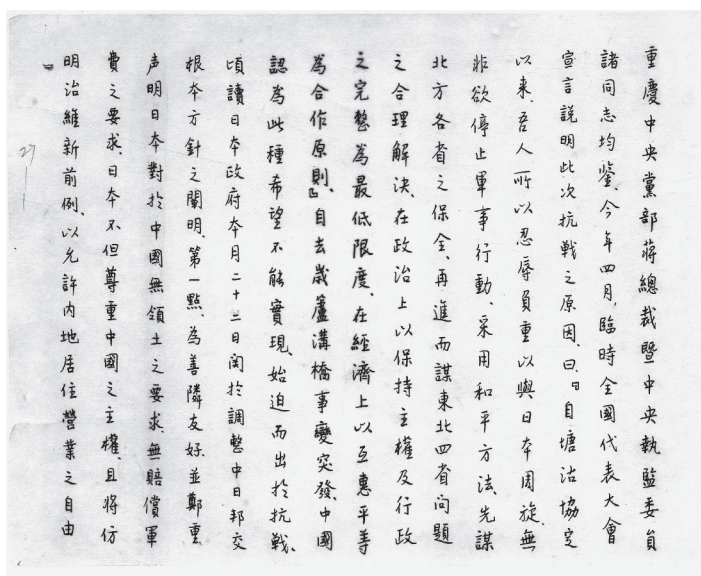 重慶中央黨部蔣總裁暨中央執監委員
諸同志均鑒,今年四月,臨時全國代表大會
宣言說明此次抗戰之原因,曰,『自塘沽協定
以來,吾人所以忍辱負重以與日本周旋,無
非欲停止軍事行動、采用和平方法、先謀
北方各省之保全,再進而謀東北四省问題
之合理解決,在政治上以保持主權及行政
之完整為最低限度,在經濟上以互惠平等
為合作原則』自去歲蘆溝橋事變突發,中國
認為此種希望不能實現,始迫而出於抗戰,
頃讀日本政府本月二十二日関於調整中日邦交
根本方針之闡明,第一點,為善隣友好並鄭重
声明日本對於中國無領土之要求無賠償軍
費之要求,日本不但尊重中國之主權,且將仿
明治維新前例,以允許內地居住營業之自由
27